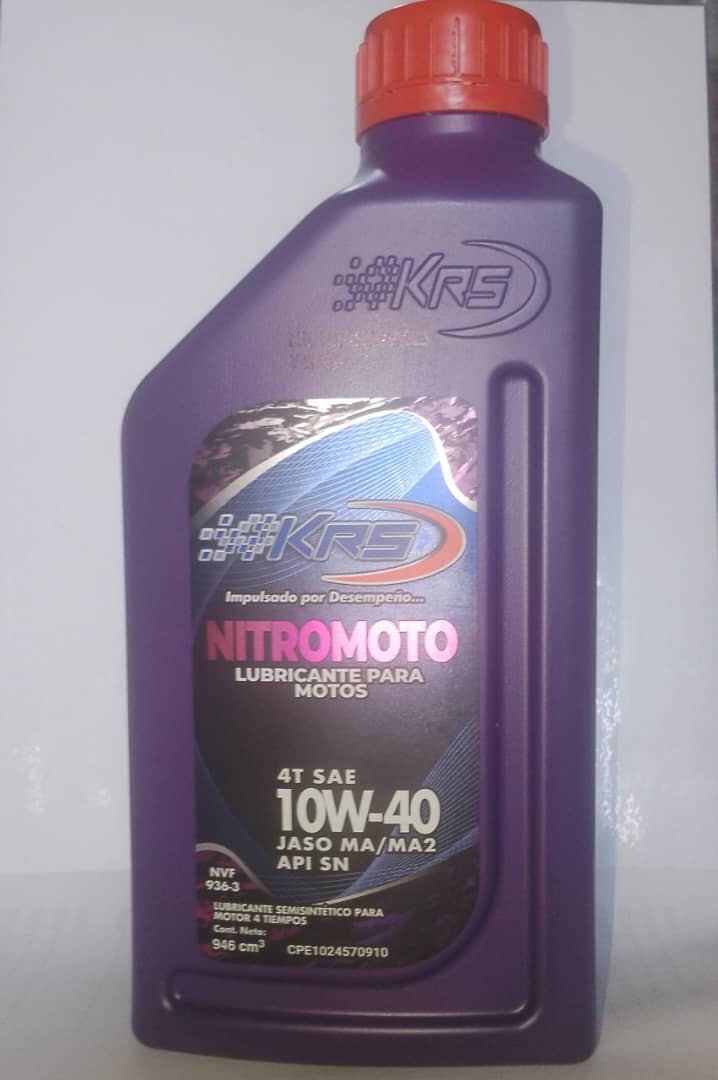 KRS
KRS
Impulsado por Desempeño...
NITROMOTO
LUBRICANTE PARA
MOTOS
4T SAE
10W-40
JASO MA/MA2
API SN
NVF
936-3
LUBRICANTE SEMISINTÉTICO PARA
MOTOR 4 TIEMPOS
Cont. Neto:
946 cm³
CPE1024570910